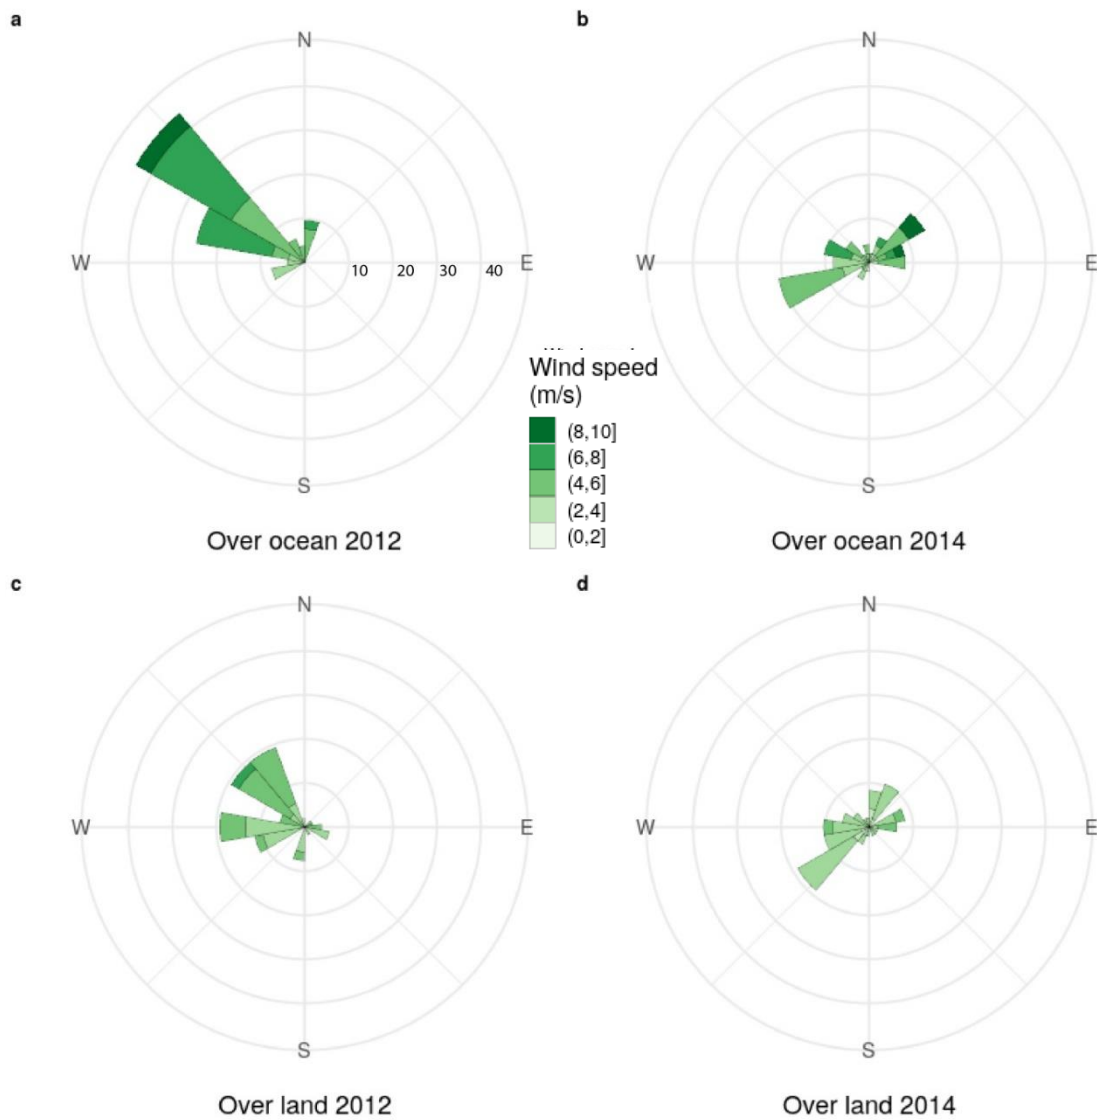 a
N
W
E
10 20 30 40
S
Over ocean 2012
b
N
E
S
Over ocean 2014
Wind speed
(m/s)
(8,10]
(6,8]
(4,6]
(2,4]
(0,2]
c
N
W
E
S
Over land 2012
d
N
W
E
S
Over land 2014